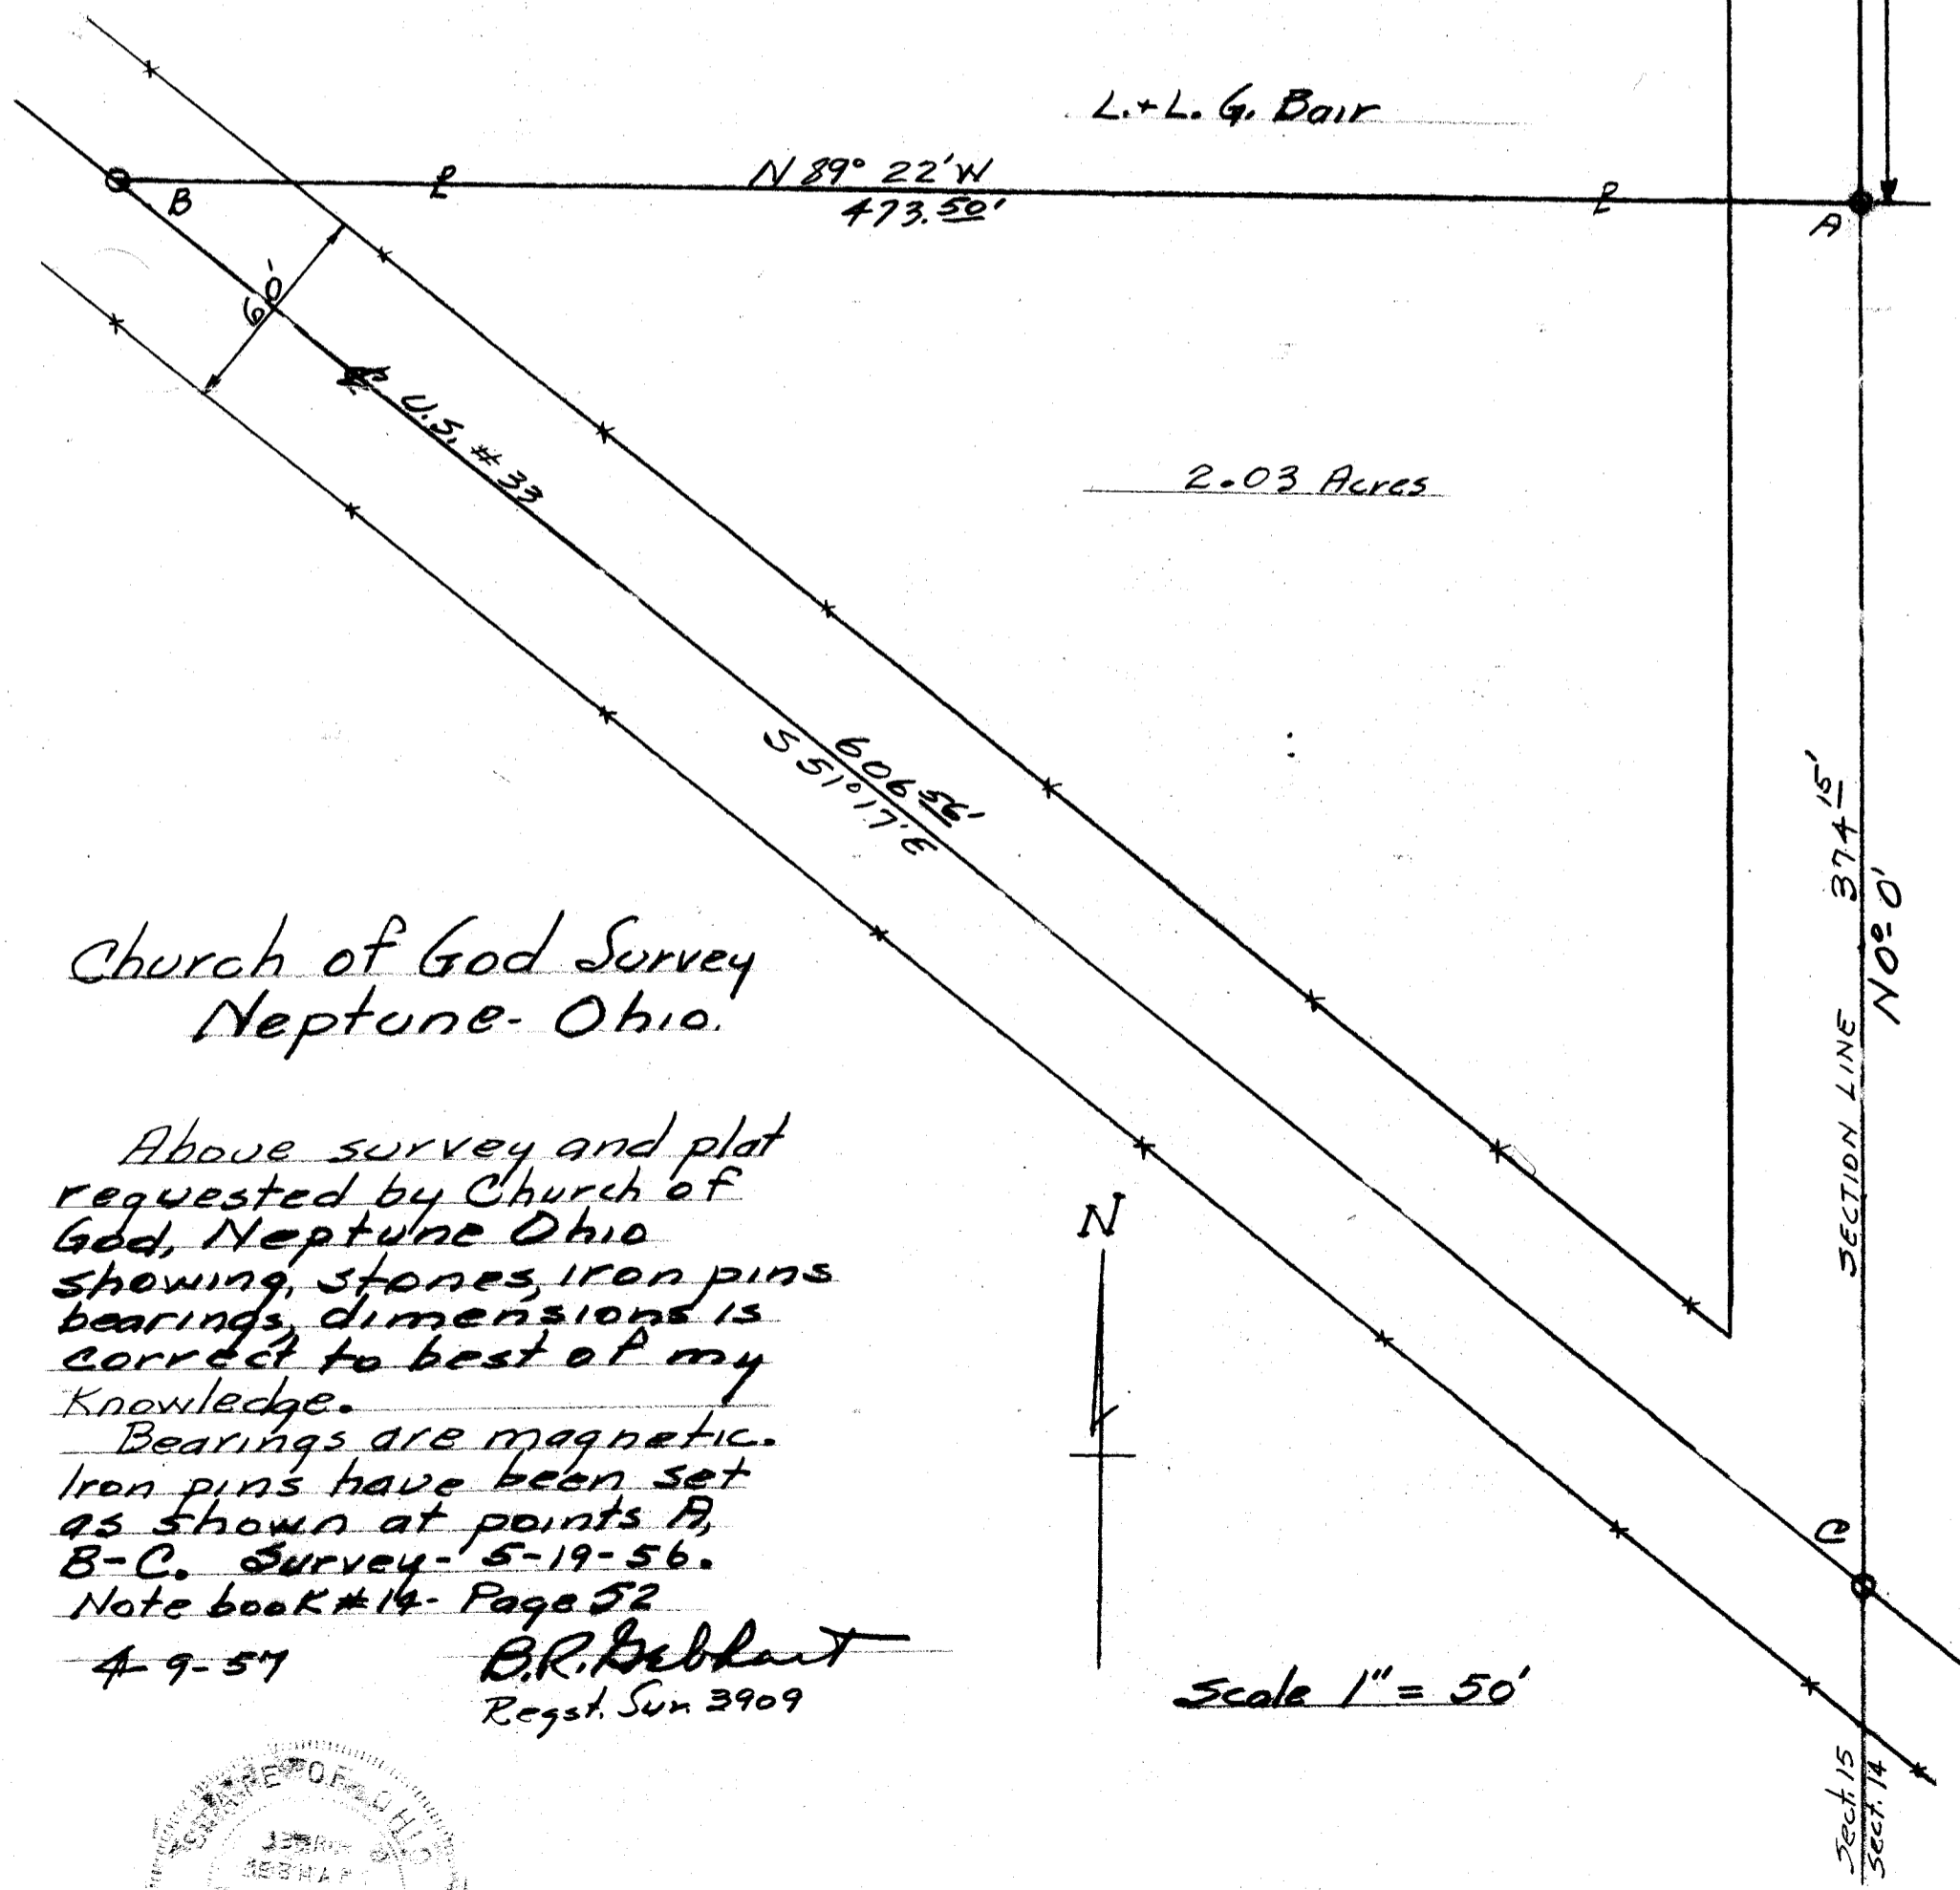 L.+L. G. Bair
N 89° 22' W
473.50'
B
A
60'
U.S. #33
2.03 Acres
606.56'
S 51° 17' E
SECTION LINE 374.15'
N 0° 0'
Church of God Survey
Neptune- Ohio.
Above survey and plat
requested by Church of
God, Neptune Ohio
showing, stones, iron pins
bearings, dimensions is
correct to best of my
Knowledge.
Bearings are magnetic.
Iron pins have been set
as shown at points A,
B-C. Survey- 5-19-56.
Note book #14- Page 52
4-9-57
B.R. Gebhart
Regst. Sur. 3909
N
C
Scale 1" = 50'
Sect. 15
Sect. 14
STATE OF OHIO